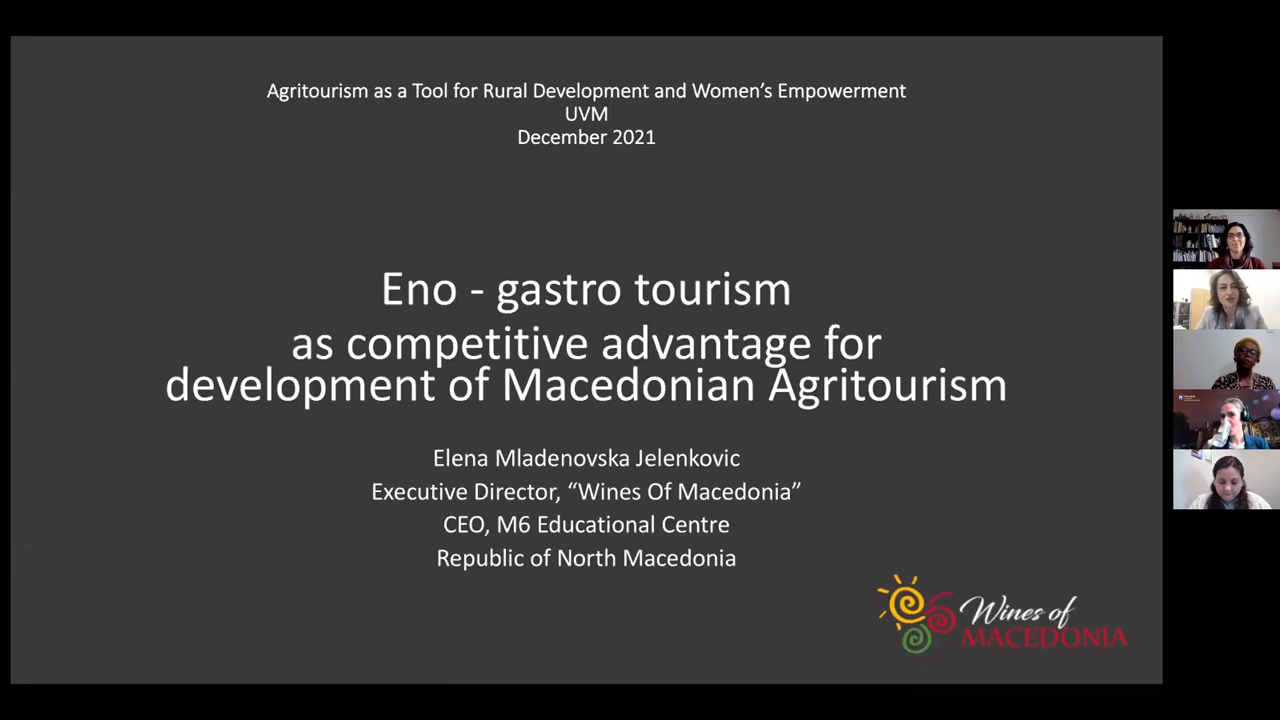 Agritourism as a Tool for Rural Development and Women’s Empowerment
UVM
December 2021
Eno - gastro tourism
as competitive advantage for
development of Macedonian Agritourism
Elena Mladenovska Jelenkovic
Executive Director, “Wines Of Macedonia”
CEO, M6 Educational Centre
Republic of North Macedonia
Wines of
MACEDONIA